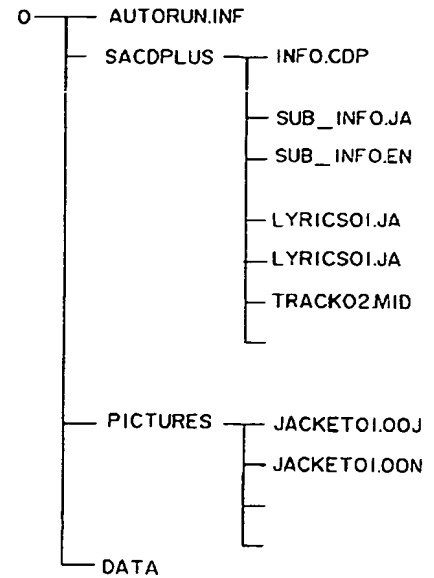 O AUTORUN.INF
SACDPLUS INFO.CDP
SUB_INFO.JA
SUB_INFO.EN
LYRICS01.JA
LYRICS01.JA
TRACK02.MID
PICTURES JACKET01.00J
JACKET01.00N
DATA